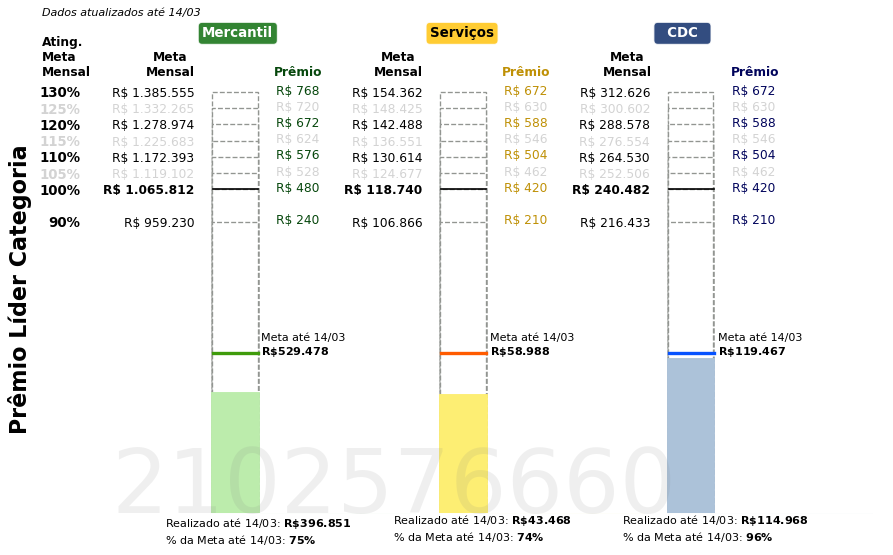 Dados atualizados até 14/03
Mercantil Serviços CDC
Ating.
Meta
Mensal
Meta
Mensal Prêmio
Meta
Mensal Prêmio
Meta
Mensal Prêmio
130% R$ 1.385.555 R$ 768 R$ 154.362 R$ 672 R$ 312.626 R$ 672
125% R$ 1.332.265 R$ 720 R$ 148.425 R$ 630 R$ 300.602 R$ 630
120% R$ 1.278.974 R$ 672 R$ 142.488 R$ 588 R$ 288.578 R$ 588
115% R$ 1.225.683 R$ 624 R$ 136.551 R$ 546 R$ 276.554 R$ 546
110% R$ 1.172.393 R$ 576 R$ 130.614 R$ 504 R$ 264.530 R$ 504
105% R$ 1.119.102 R$ 528 R$ 124.677 R$ 462 R$ 252.506 R$ 462
100% R$ 1.065.812 R$ 480 R$ 118.740 R$ 420 R$ 240.482 R$ 420
90% R$ 959.230 R$ 240 R$ 106.866 R$ 210 R$ 216.433 R$ 210
Prêmio Líder Categoria
Meta até 14/03 Meta até 14/03 Meta até 14/03
R$529.478 R$58.988 R$119.467
2102576660
Realizado até 14/03: R$396.851 Realizado até 14/03: R$43.468 Realizado até 14/03: R$114.968
% da Meta até 14/03: 75% % da Meta até 14/03: 74% % da Meta até 14/03: 96%